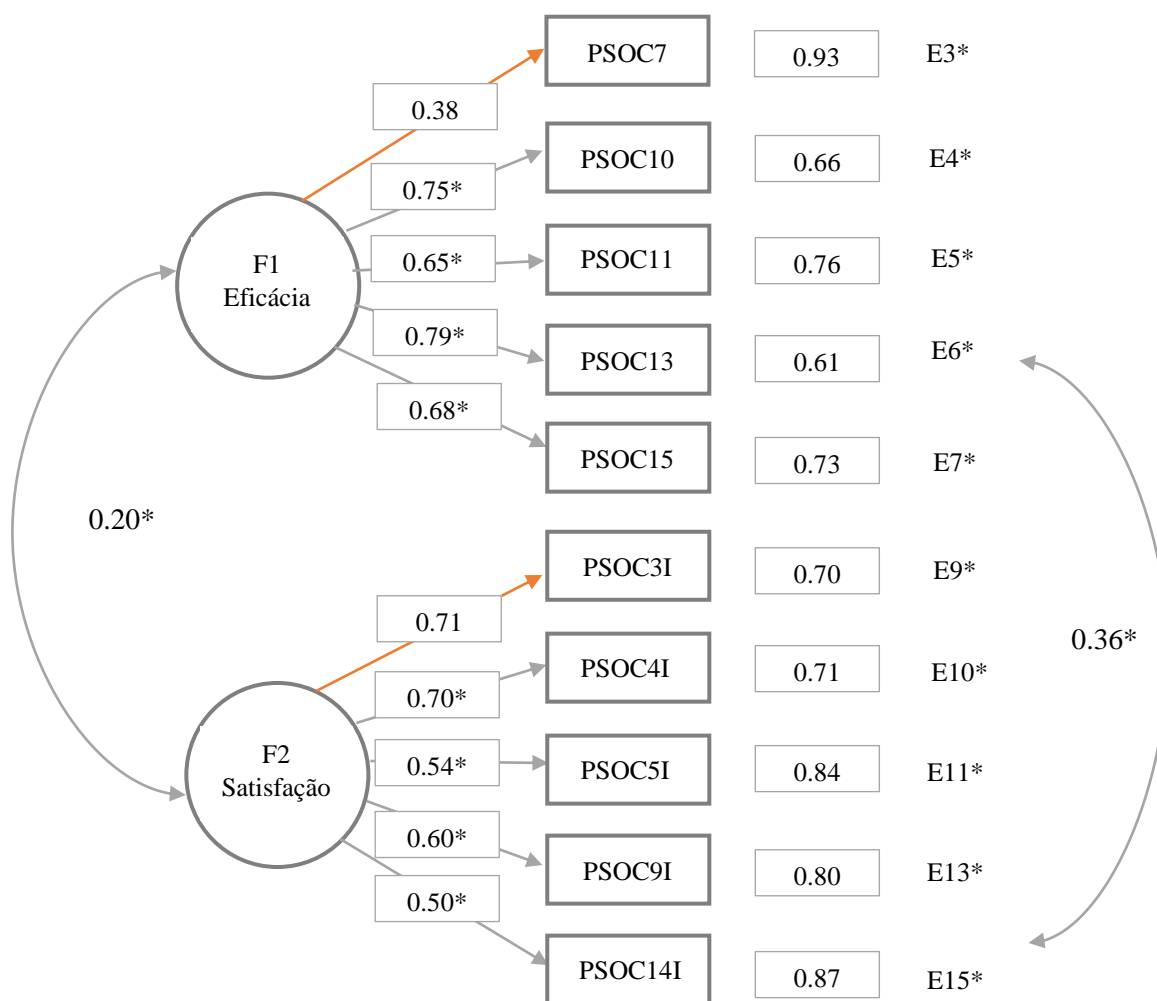 PSOC7 0.93 E3*
0.38
PSOC10 0.66 E4*
0.75*
F1
Eficácia
0.65*
PSOC11 0.76 E5*
0.79*
PSOC13 0.61 E6*
0.68*
PSOC15 0.73 E7*
0.20*
PSOC3I 0.70 E9*
0.71
0.36*
PSOC4I 0.71 E10*
0.70*
F2
Satisfação
0.54*
PSOC5I 0.84 E11*
0.60*
PSOC9I 0.80 E13*
0.50*
PSOC14I 0.87 E15*